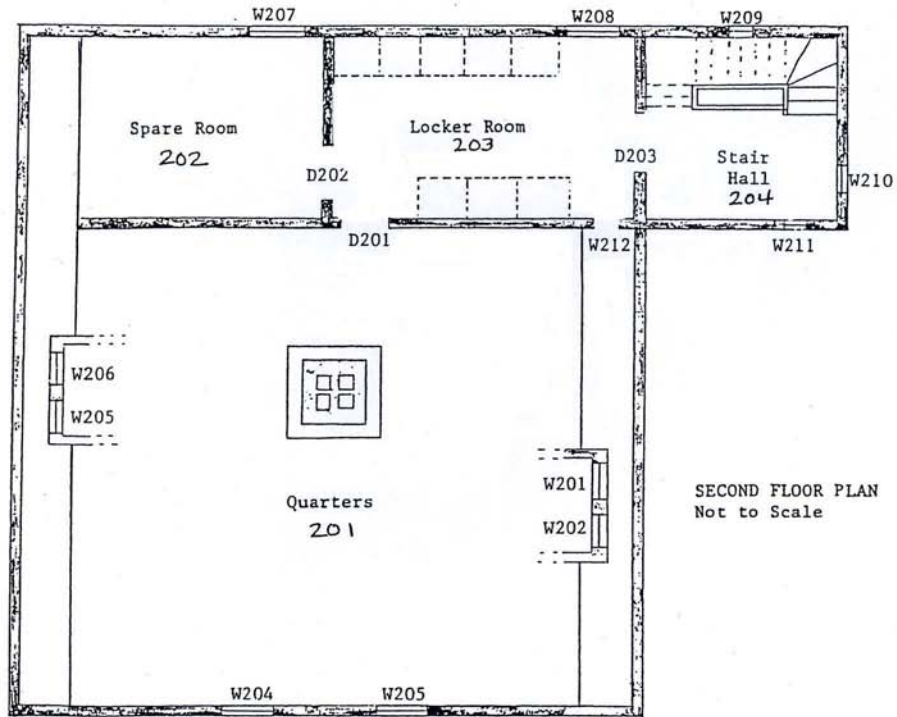 W207
W208
W209
Spare Room
202
Locker Room
203
D202
D203
Stair
Hall
204
W210
D201
W212
W211
W206
W205
W201
W202
Quarters
201
SECOND FLOOR PLAN
Not to Scale
W204
W205